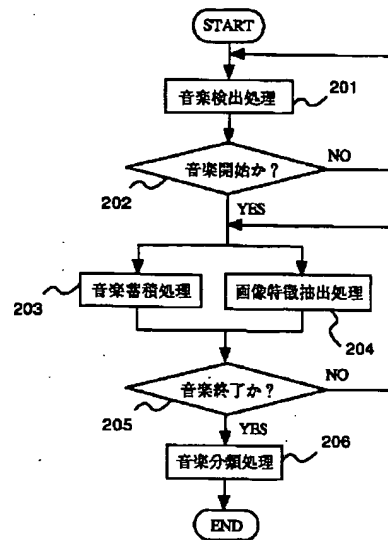 START
音楽検出処理
201
音楽開始か？
NO
202
YES
音楽蓄積処理
画像特徴抽出処理
203
204
音楽終了か？
NO
205
YES
206
音楽分類処理
END